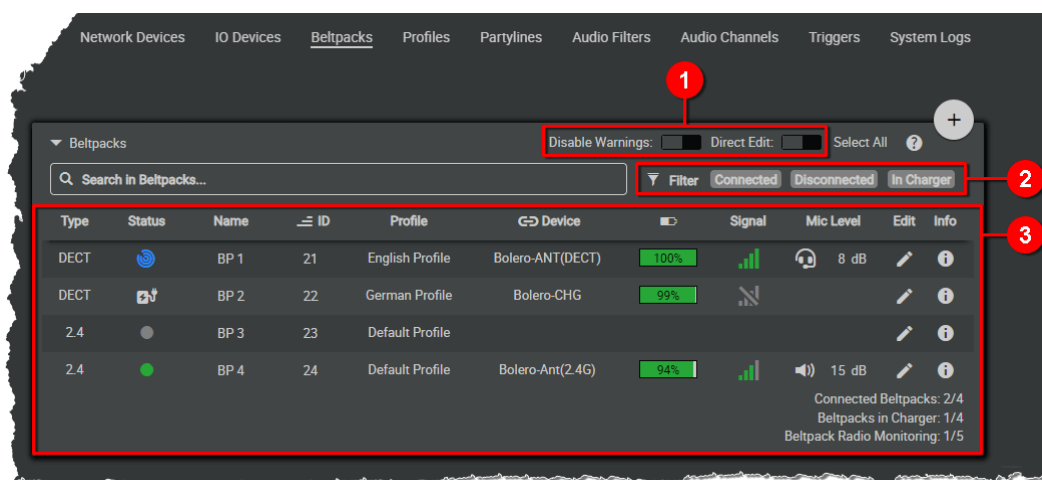 Network Devices IO Devices Beltpacks Profiles Partylines Audio Filters Audio Channels Triggers System Logs
1
+
Beltpacks Disable Warnings: Direct Edit: Select All ?
Search in Beltpacks... Filter Connected Disconnected In Charger 2
Type Status Name ID Profile Device Signal Mic Level Edit Info 3
DECT BP 1 21 English Profile Bolero-ANT(DECT) 100% 8 dB
DECT BP 2 22 German Profile Bolero-CHG 99%
2.4 BP 3 23 Default Profile
2.4 BP 4 24 Default Profile Bolero-Ant(2.4G) 94% 15 dB
Connected Beltpacks: 2/4
Beltpacks in Charger: 1/4
Beltpack Radio Monitoring: 1/5